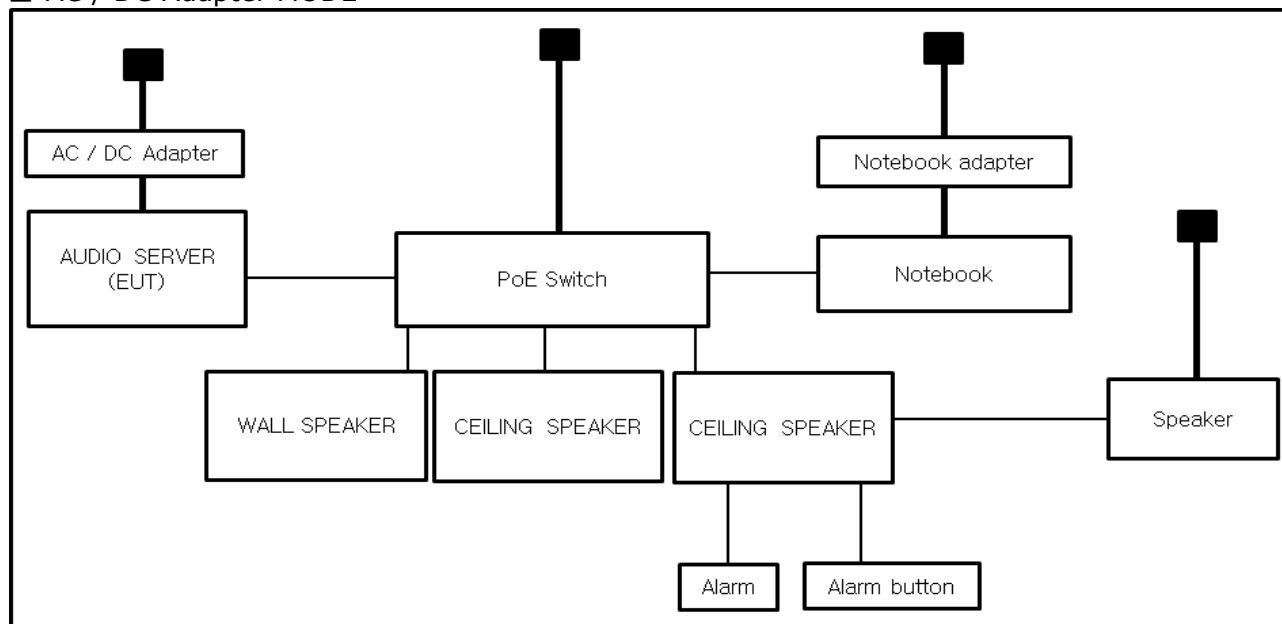 AC / DC Adapter MODE
AC / DC Adapter
Notebook adapter
AUDIO SERVER
(EUT)
PoE Switch
Notebook
WALL SPEAKER
CEILING SPEAKER
CEILING SPEAKER
Speaker
Alarm
Alarm button